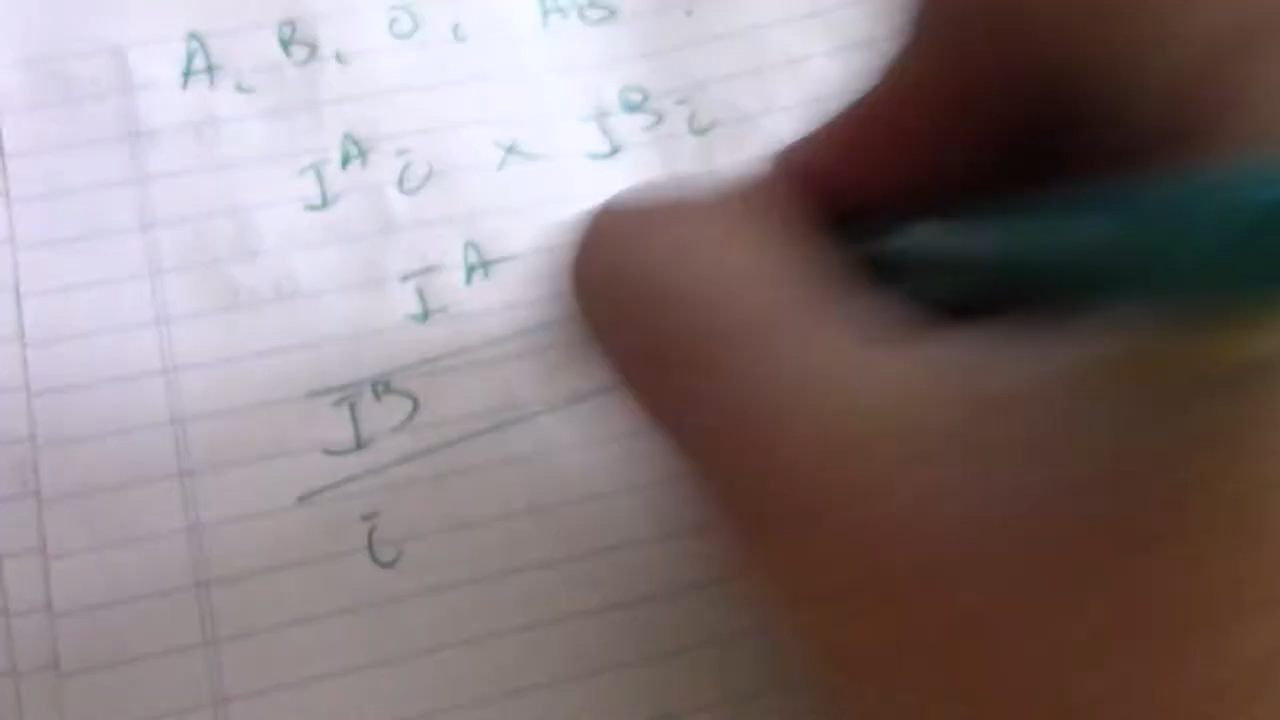 A, B, O, AB
I^A i × I^B i
I^A
I^B
i